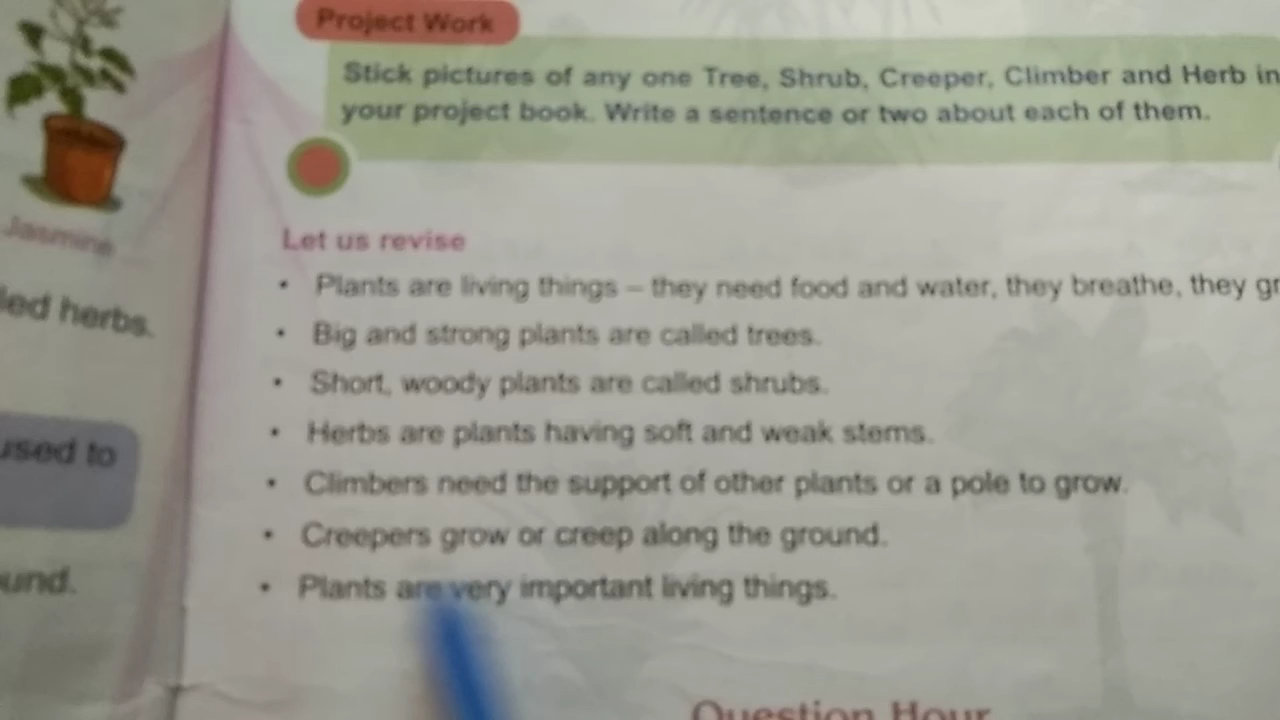 Jasmine
led herbs.
used to
und.
Project Work
Stick pictures of any one Tree, Shrub, Creeper, Climber and Herb in
your project book. Write a sentence or two about each of them.
Let us revise
• Plants are living things – they need food and water, they breathe, they gr
• Big and strong plants are called trees.
• Short, woody plants are called shrubs.
• Herbs are plants having soft and weak stems.
• Climbers need the support of other plants or a pole to grow.
• Creepers grow or creep along the ground.
• Plants are very important living things.
Question Hour